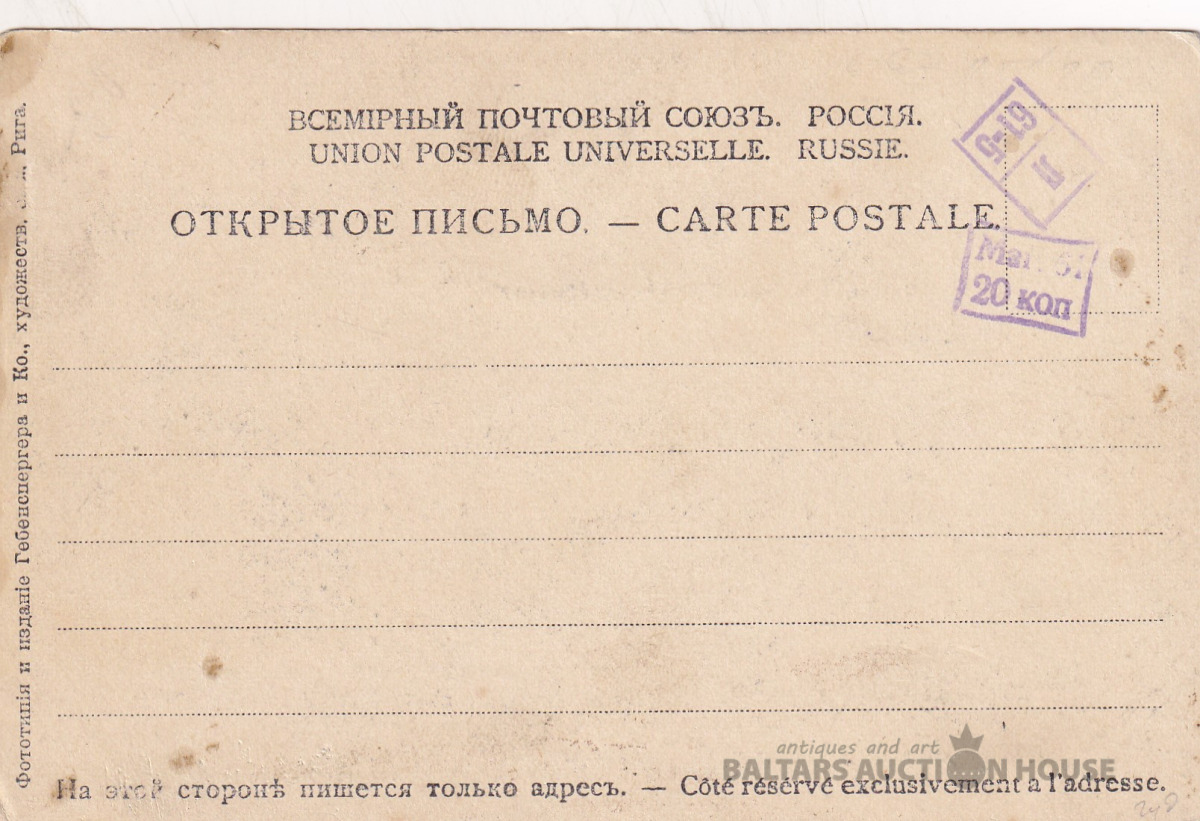 ВСЕМІРНЫЙ ПОЧТОВЫЙ СОЮЗЪ. РОССІЯ.
UNION POSTALE UNIVERSELLE. RUSSIE.
ОТКРЫТОЕ ПИСЬМО. — CARTE POSTALE.
20 коп
Фототипія и изданіе Гебенспергера и Ко., художеств. Рига.
antiques and art
BALTARS AUCTION HOUSE
На этой сторонѣ пишется только адресъ. — Côté réservé exclusivement a l'adresse.